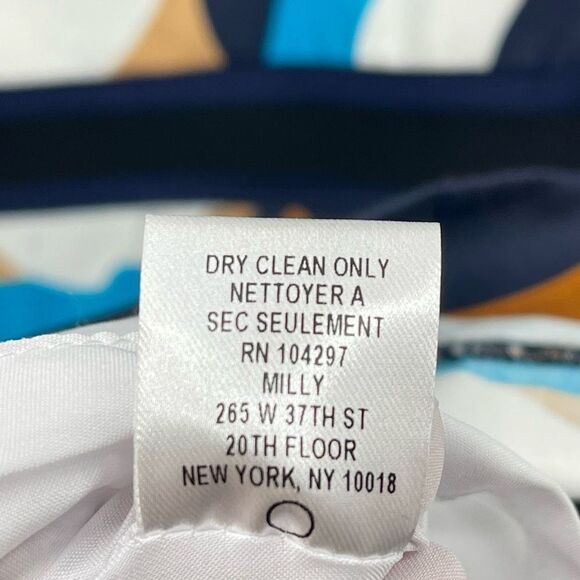 DRY CLEAN ONLY
NETTOYER A
SEC SEULEMENT
RN 104297
MILLY
265 W 37TH ST
20TH FLOOR
NEW YORK, NY 10018